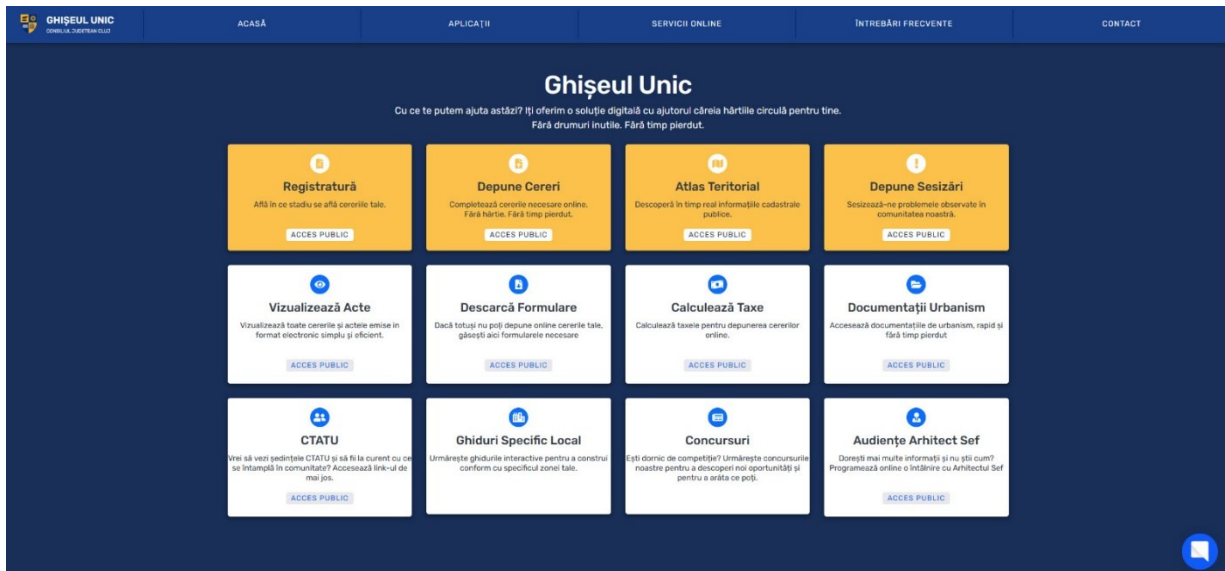 GHIȘEUL UNIC
CONSILIUL JUDEȚEAN CLUJ
ACASĂ
APLICAȚII
SERVICII ONLINE
ÎNTREBĂRI FRECVENTE
CONTACT
Ghișeul Unic
Cu ce te putem ajuta astăzi? Iți oferim o soluție digitală cu ajutorul căreia hârtiile circulă pentru tine.
Fără drumuri inutile. Fără timp pierdut.
Registratură
Află in ce stadiu se află cererile tale.
ACCES PUBLIC
Depune Cereri
Completează cererile necesare online.
Fără hârtie. Fără timp pierdut.
ACCES PUBLIC
Atlas Teritorial
Descoperă în timp real informațiile cadastrale
publice.
ACCES PUBLIC
Depune Sesizări
Sesizează-ne problemele observate în
comunitatea noastră.
ACCES PUBLIC
Vizualizează Acte
Vizualizează toate cererile și actele emise in
format electronic simplu și eficient.
ACCES PUBLIC
Descarcă Formulare
Dacă totuși nu poți depune online cererile tale,
găsești aici formularele necesare
ACCES PUBLIC
Calculează Taxe
Calculează taxele pentru depunerea cererilor
online.
ACCES PUBLIC
Documentații Urbanism
Accesează documentațiile de urbanism, rapid și
fără timp pierdut
ACCES PUBLIC
CTATU
Vrei să vezi ședințele CTATU și să fii la curent cu ce
se întamplă in comunitate? Accesează link-ul de
mai jos.
ACCES PUBLIC
Ghiduri Specific Local
Urmărește ghidurile interactive pentru a construi
conform cu specificul zonei tale.
Concursuri
Ești dornic de competiție? Urmărește concursurile
noastre pentru a descoperi noi oportunități și
pentru a arăta ce poți.
Audiențe Arhitect Sef
Dorești mai multe informații și nu știi cum?
Programează online o întâlnire cu Arhitectul Sef
ACCES PUBLIC